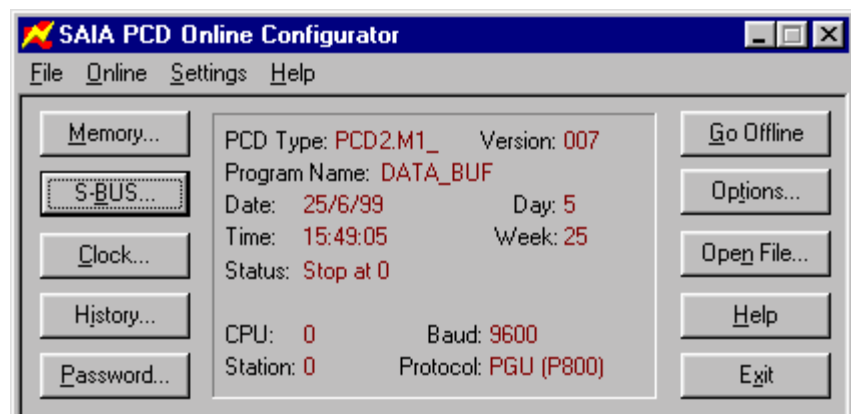 SAIA PCD Online Configurator
File Online Settings Help
Memory...
S-BUS...
Clock...
History...
Password...
PCD Type: PCD2.M1_ Version: 007
Program Name: DATA_BUF
Date: 25/6/99 Day: 5
Time: 15:49:05 Week: 25
Status: Stop at 0
CPU: 0 Baud: 9600
Station: 0 Protocol: PGU (P800)
Go Offline
Options...
Open File...
Help
Exit